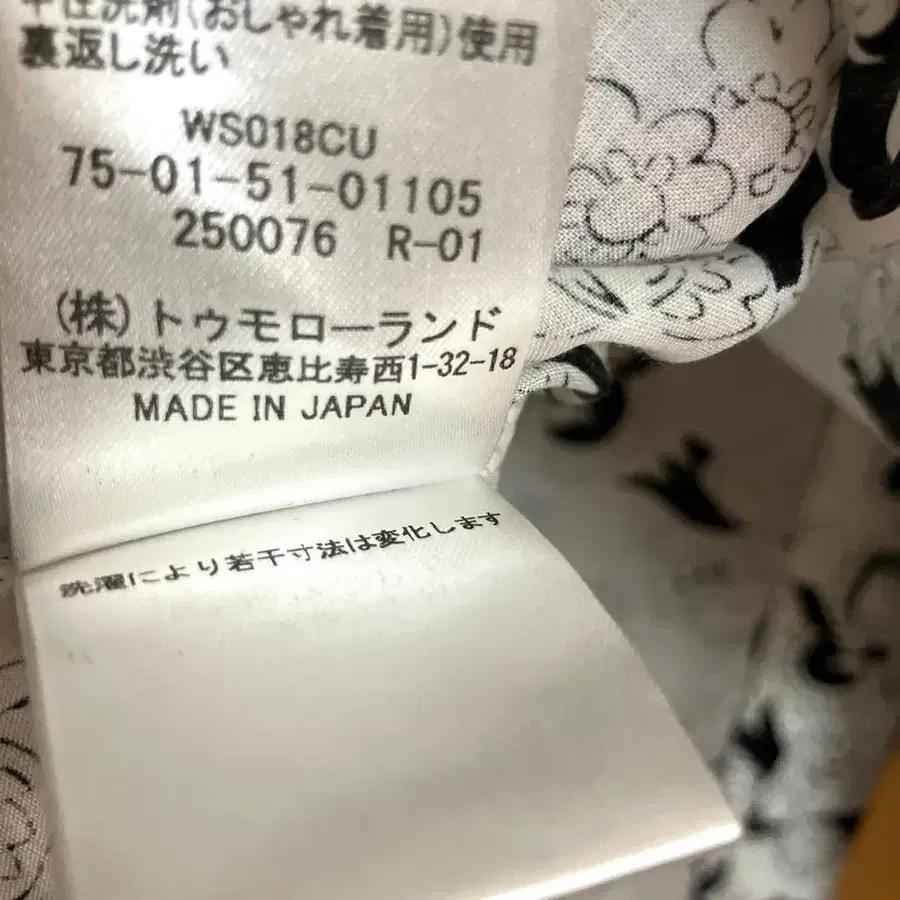 中性洗剤(おしゃれ着用)使用
裏返し洗い
WS018CU
75-01-51-01105
250076 R-01
(株)トゥモローランド
東京都渋谷区恵比寿西1-32-18
MADE IN JAPAN
洗濯により若干寸法は変化します